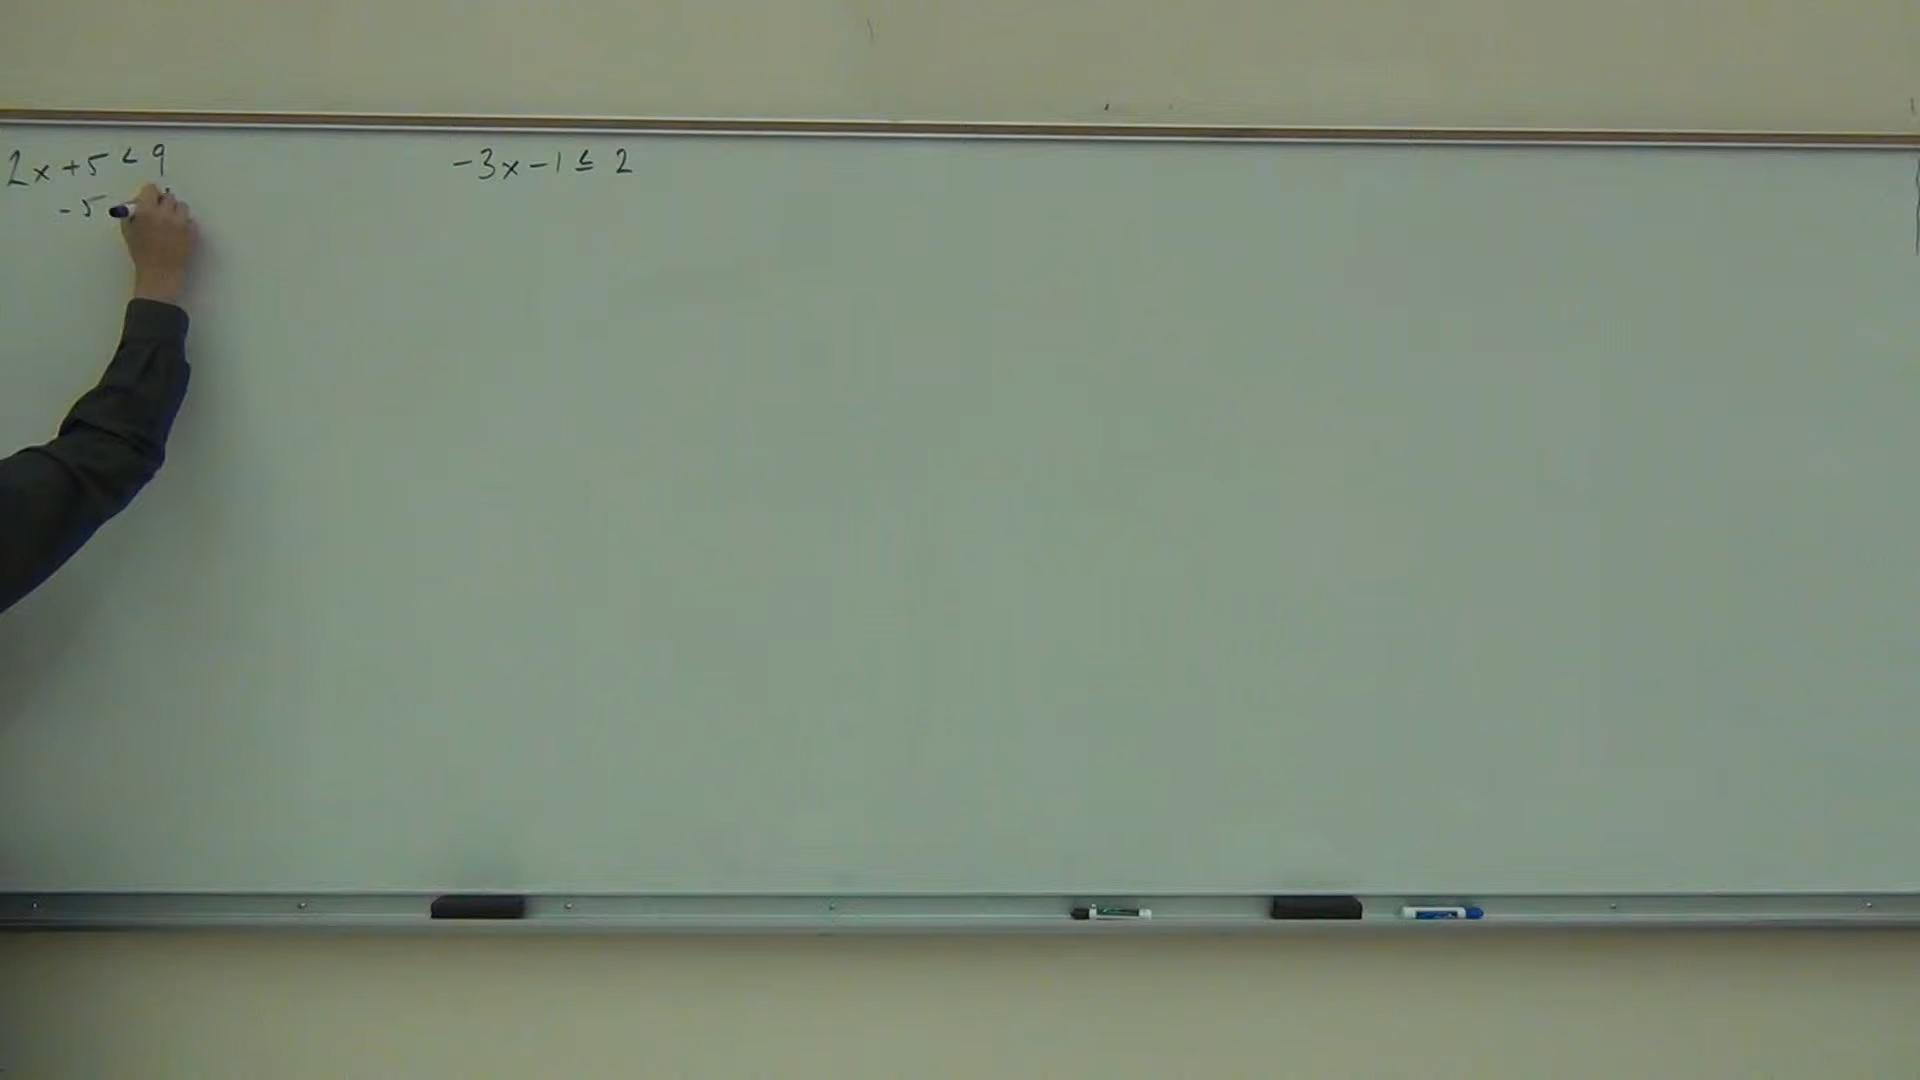 2x + 5 < 9
- 5
-3x - 1 ≤ 2